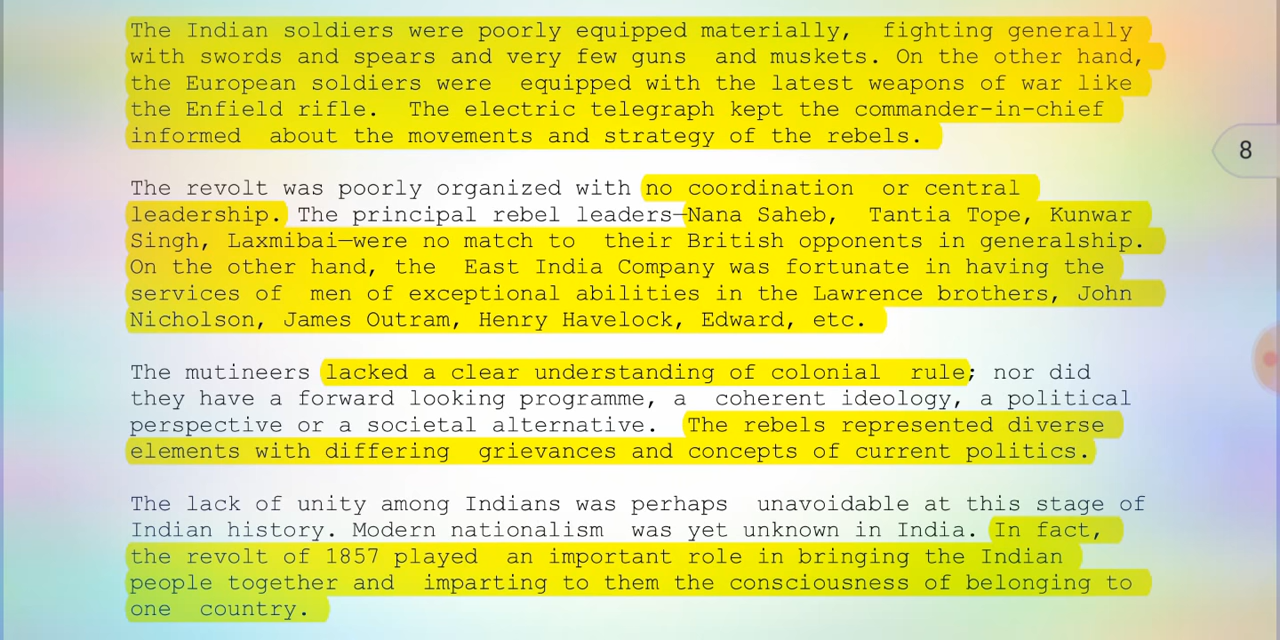 The Indian soldiers were poorly equipped materially, fighting generally
with swords and spears and very few guns and muskets. On the other hand,
the European soldiers were equipped with the latest weapons of war like
the Enfield rifle. The electric telegraph kept the commander-in-chief
informed about the movements and strategy of the rebels.
8
The revolt was poorly organized with no coordination or central
leadership. The principal rebel leaders—Nana Saheb, Tantia Tope, Kunwar
Singh, Laxmibai—were no match to their British opponents in generalship.
On the other hand, the East India Company was fortunate in having the
services of men of exceptional abilities in the Lawrence brothers, John
Nicholson, James Outram, Henry Havelock, Edward, etc.
The mutineers lacked a clear understanding of colonial rule; nor did
they have a forward looking programme, a coherent ideology, a political
perspective or a societal alternative. The rebels represented diverse
elements with differing grievances and concepts of current politics.
The lack of unity among Indians was perhaps unavoidable at this stage of
Indian history. Modern nationalism was yet unknown in India. In fact,
the revolt of 1857 played an important role in bringing the Indian
people together and imparting to them the consciousness of belonging to
one country.